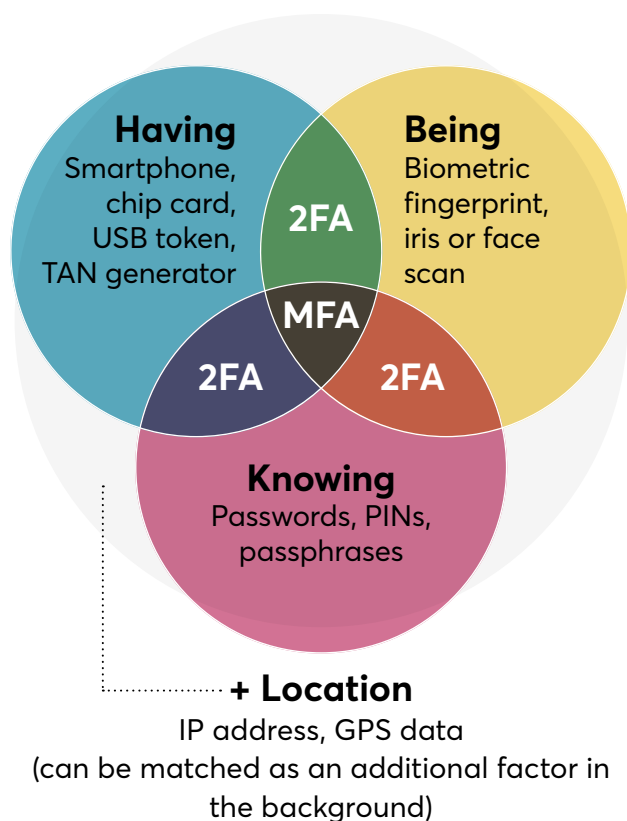 Having
Smartphone,
chip card,
USB token,
TAN generator
Being
Biometric
fingerprint,
iris or face
scan
2FA
MFA
2FA
2FA
Knowing
Passwords, PINs,
passphrases
+ Location
IP address, GPS data
(can be matched as an additional factor in
the background)